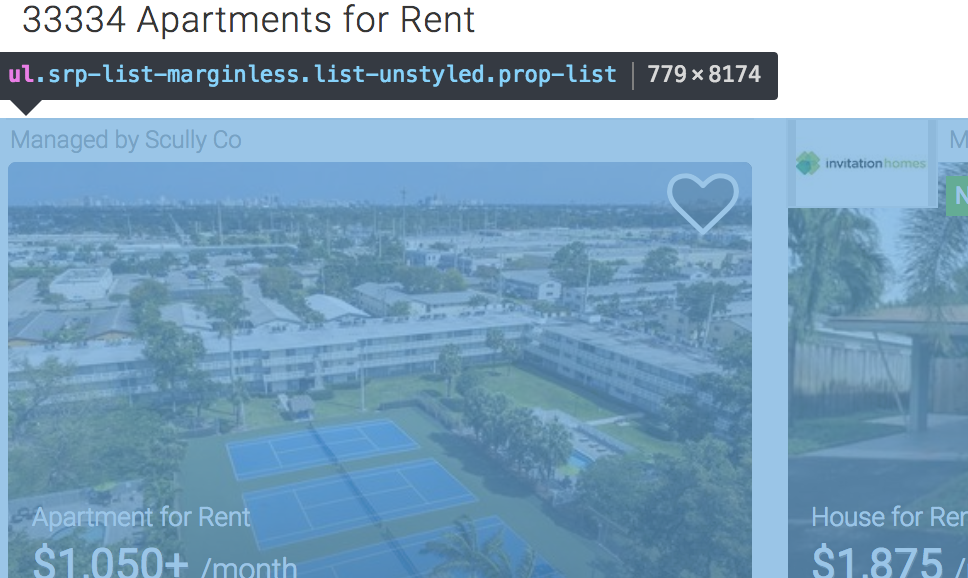 33334 Apartments for Rent
ul.srp-list-marginless.list-unstyled.prop-list | 779×8174
Managed by Scully Co
invitationhomes
Apartment for Rent
$1,050+ /month
House for Ren
$1,875 /